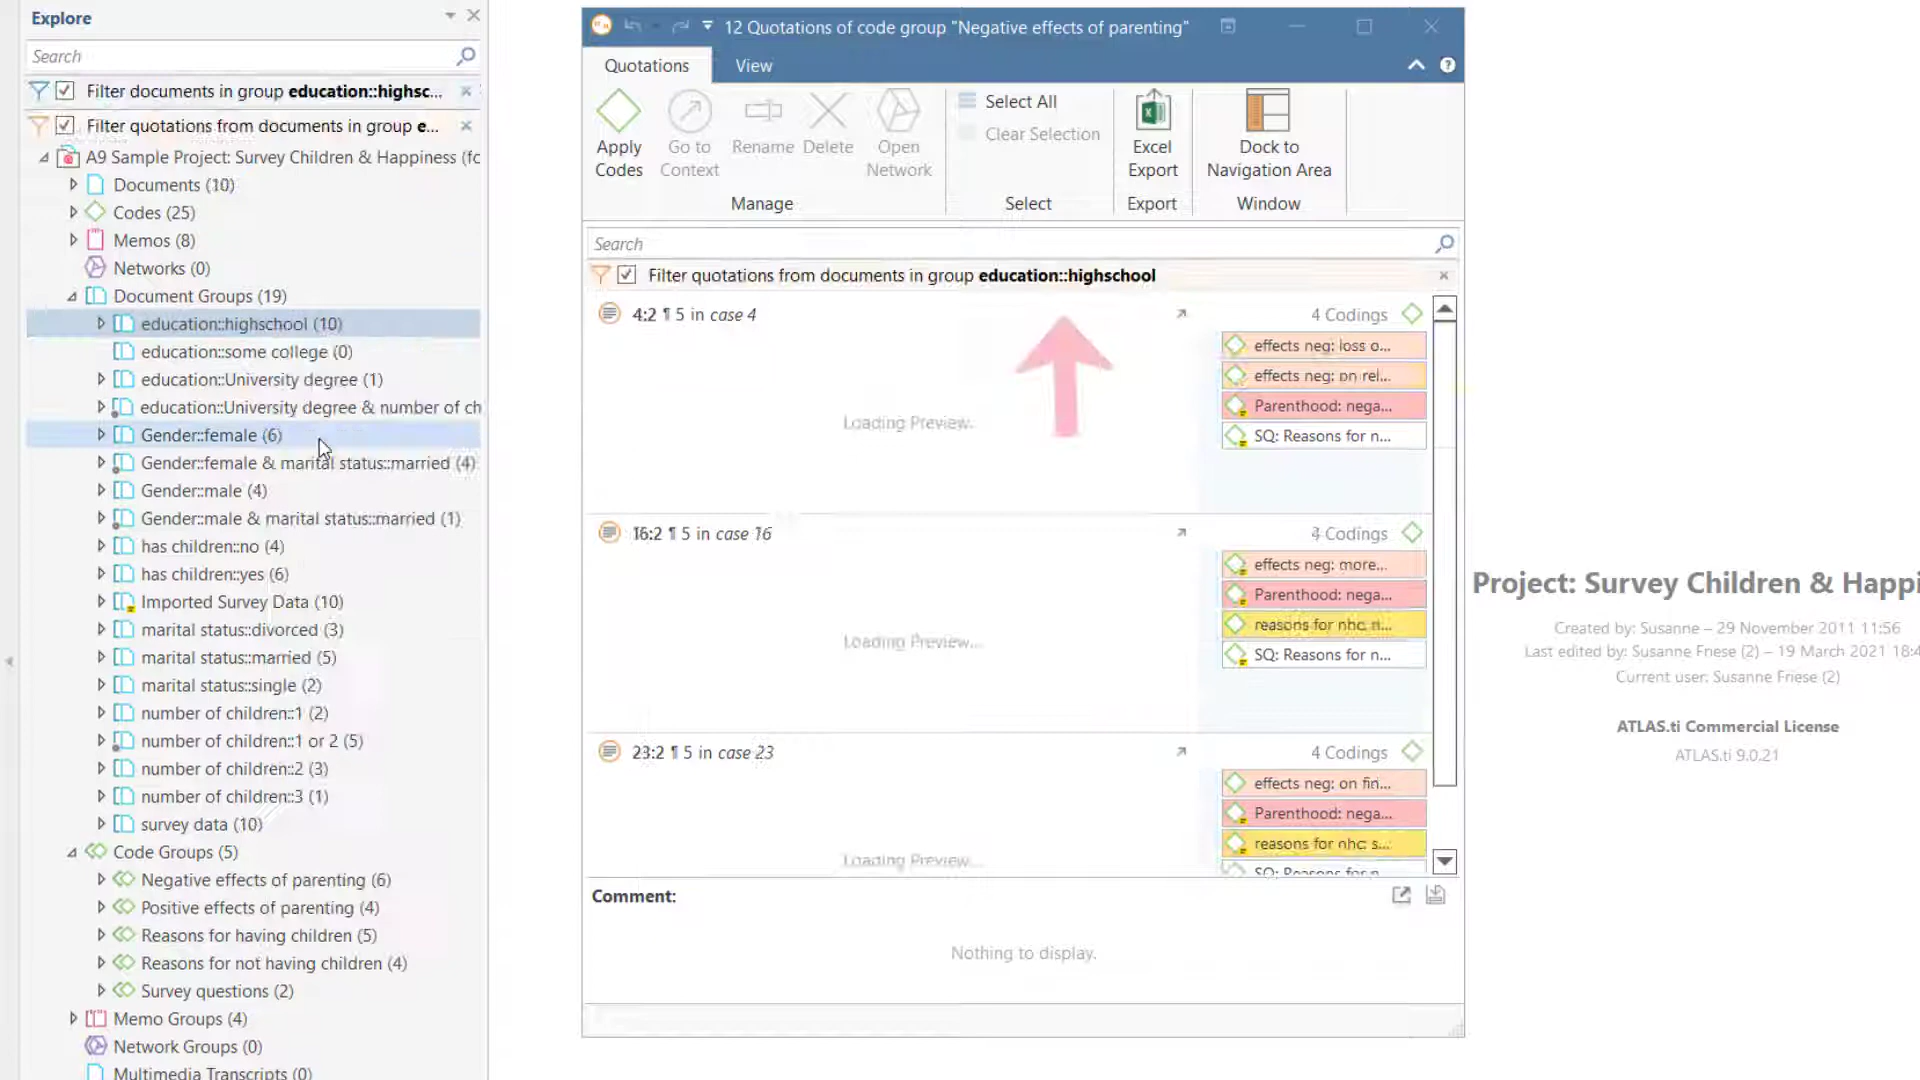 Explore
Search
Filter documents in group education::highsc...
Filter quotations from documents in group e...
A9 Sample Project: Survey Children & Happiness (fc
Documents (10)
Codes (25)
Memos (8)
Networks (0)
Document Groups (19)
education::highschool (10)
education::some college (0)
education::University degree (1)
education::University degree & number of ch
Gender::female (6)
Gender::female & marital status::married (4)
Gender::male (4)
Gender::male & marital status::married (1)
has children::no (4)
has children::yes (6)
Imported Survey Data (10)
marital status::divorced (3)
marital status::married (5)
marital status::single (2)
number of children::1 (2)
number of children::1 or 2 (5)
number of children::2 (3)
number of children::3 (1)
survey data (10)
Code Groups (5)
Negative effects of parenting (6)
Positive effects of parenting (4)
Reasons for having children (5)
Reasons for not having children (4)
Survey questions (2)
Memo Groups (4)
Network Groups (0)
Multimedia Transcripts (0)
12 Quotations of code group "Negative effects of parenting"
Quotations View
Apply Codes
Go to Context
Rename
Delete
Open Network
Manage
Select All
Clear Selection
Select
Excel Export
Export
Dock to Navigation Area
Window
Search
Filter quotations from documents in group education::highschool
4:2 ¶ 5 in case 4
4 Codings
effects neg: loss o...
effects neg: on rel...
Parenthood: nega...
SQ: Reasons for n...
Loading Preview...
16:2 ¶ 5 in case 16
4 Codings
effects neg: more...
Parenthood: nega...
reasons for nhc: n...
SQ: Reasons for n...
Loading Preview...
23:2 ¶ 5 in case 23
4 Codings
effects neg: on fin...
Parenthood: nega...
reasons for nhc: s...
SQ: Reasons for n
Loading Preview...
Comment:
Nothing to display.
Project: Survey Children & Happi
Created by: Susanne – 29 November 2011 11:56
Last edited by: Susanne Friese (2) – 19 March 2021 18:4
Current user: Susanne Friese (2)
ATLAS.ti Commercial License
ATLAS.ti 9.0.21